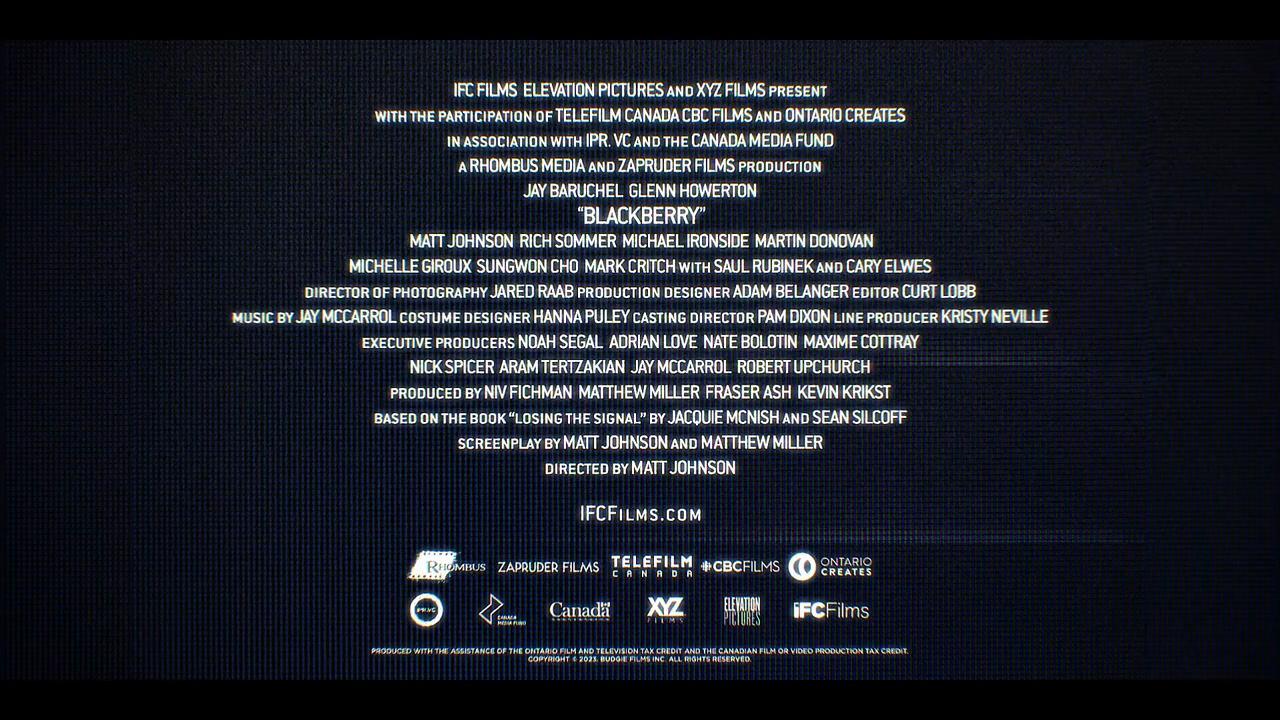 IFC FILMS ELEVATION PICTURES AND XYZ FILMS PRESENT
WITH THE PARTICIPATION OF TELEFILM CANADA CBC FILMS AND ONTARIO CREATES
IN ASSOCIATION WITH IPR. VC AND THE CANADA MEDIA FUND
A RHOMBUS MEDIA AND ZAPRUDER FILMS PRODUCTION
JAY BARUCHEL GLENN HOWERTON
“BLACKBERRY”
MATT JOHNSON RICH SOMMER MICHAEL IRONSIDE MARTIN DONOVAN
MICHELLE GIROUX SUNGWON CHO MARK CRITCH WITH SAUL RUBINEK AND CARY ELWES
DIRECTOR OF PHOTOGRAPHY JARED RAAB PRODUCTION DESIGNER ADAM BELANGER EDITOR CURT LOBB
MUSIC BY JAY MCCARROL COSTUME DESIGNER HANNA PULEY CASTING DIRECTOR PAM DIXON LINE PRODUCER KRISTY NEVILLE
EXECUTIVE PRODUCERS NOAH SEGAL ADRIAN LOVE NATE BOLOTIN MAXIME COTTRAY
NICK SPICER ARAM TERTZAKIAN JAY MCCARROL ROBERT UPCHURCH
PRODUCED BY NIV FICHMAN MATTHEW MILLER FRASER ASH KEVIN KRIKST
BASED ON THE BOOK “LOSING THE SIGNAL” BY JACQUIE MCNISH AND SEAN SILCOFF
SCREENPLAY BY MATT JOHNSON AND MATTHEW MILLER
DIRECTED BY MATT JOHNSON
IFCFILMS.COM
RHOMBUS ZAPRUDER FILMS TELEFILM CANADA CBCFILMS ONTARIO CREATES
IPR.VC CANADA MEDIA FUND Canada XYZ FILMS ELEVATION PICTURES IFC Films
PRODUCED WITH THE ASSISTANCE OF THE ONTARIO FILM AND TELEVISION TAX CREDIT AND THE CANADIAN FILM OR VIDEO PRODUCTION TAX CREDIT.
COPYRIGHT © 2023. BUDGIE FILMS INC. ALL RIGHTS RESERVED.